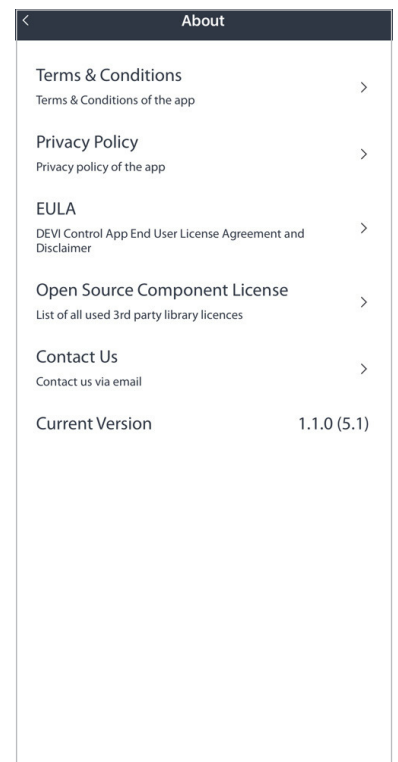 About
Terms & Conditions
Terms & Conditions of the app
Privacy Policy
Privacy policy of the app
EULA
DEVI Control App End User License Agreement and
Disclaimer
Open Source Component License
List of all used 3rd party library licences
Contact Us
Contact us via email
Current Version 1.1.0 (5.1)